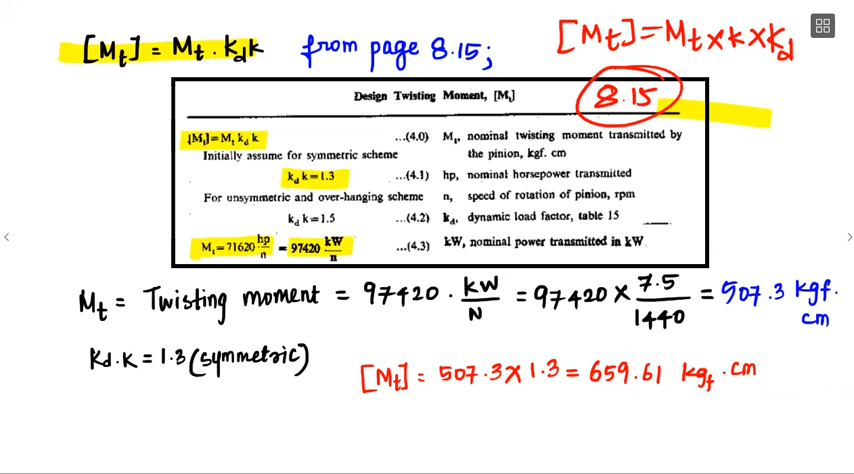 [Mt] = Mt . kd k from page 8.15; [Mt] = Mt × k × Kd
Design Twisting Moment, [Mt] 8.15
[Mt]=Mt kd k ...(4.0) Mt, nominal twisting moment transmitted by
Initially assume for symmetric scheme the pinion, kgf. cm
kd k=1.3 ...(4.1) hp, nominal horsepower transmitted
For unsymmetric and over-hanging scheme n, speed of rotation of pinion, rpm
kd k=1.5 ...(4.2) kd, dynamic load factor, table 15
Mt=71620 hp/n = 97420 kW/n ...(4.3) kW, nominal power transmitted in kW.
Mt = Twisting moment = 97420 . kW/N = 97420 × 7.5/1440 = 507.3 kgf. cm
Kd.K = 1.3 (symmetric)
[Mt] = 507.3 × 1.3 = 659.61 kgf . cm